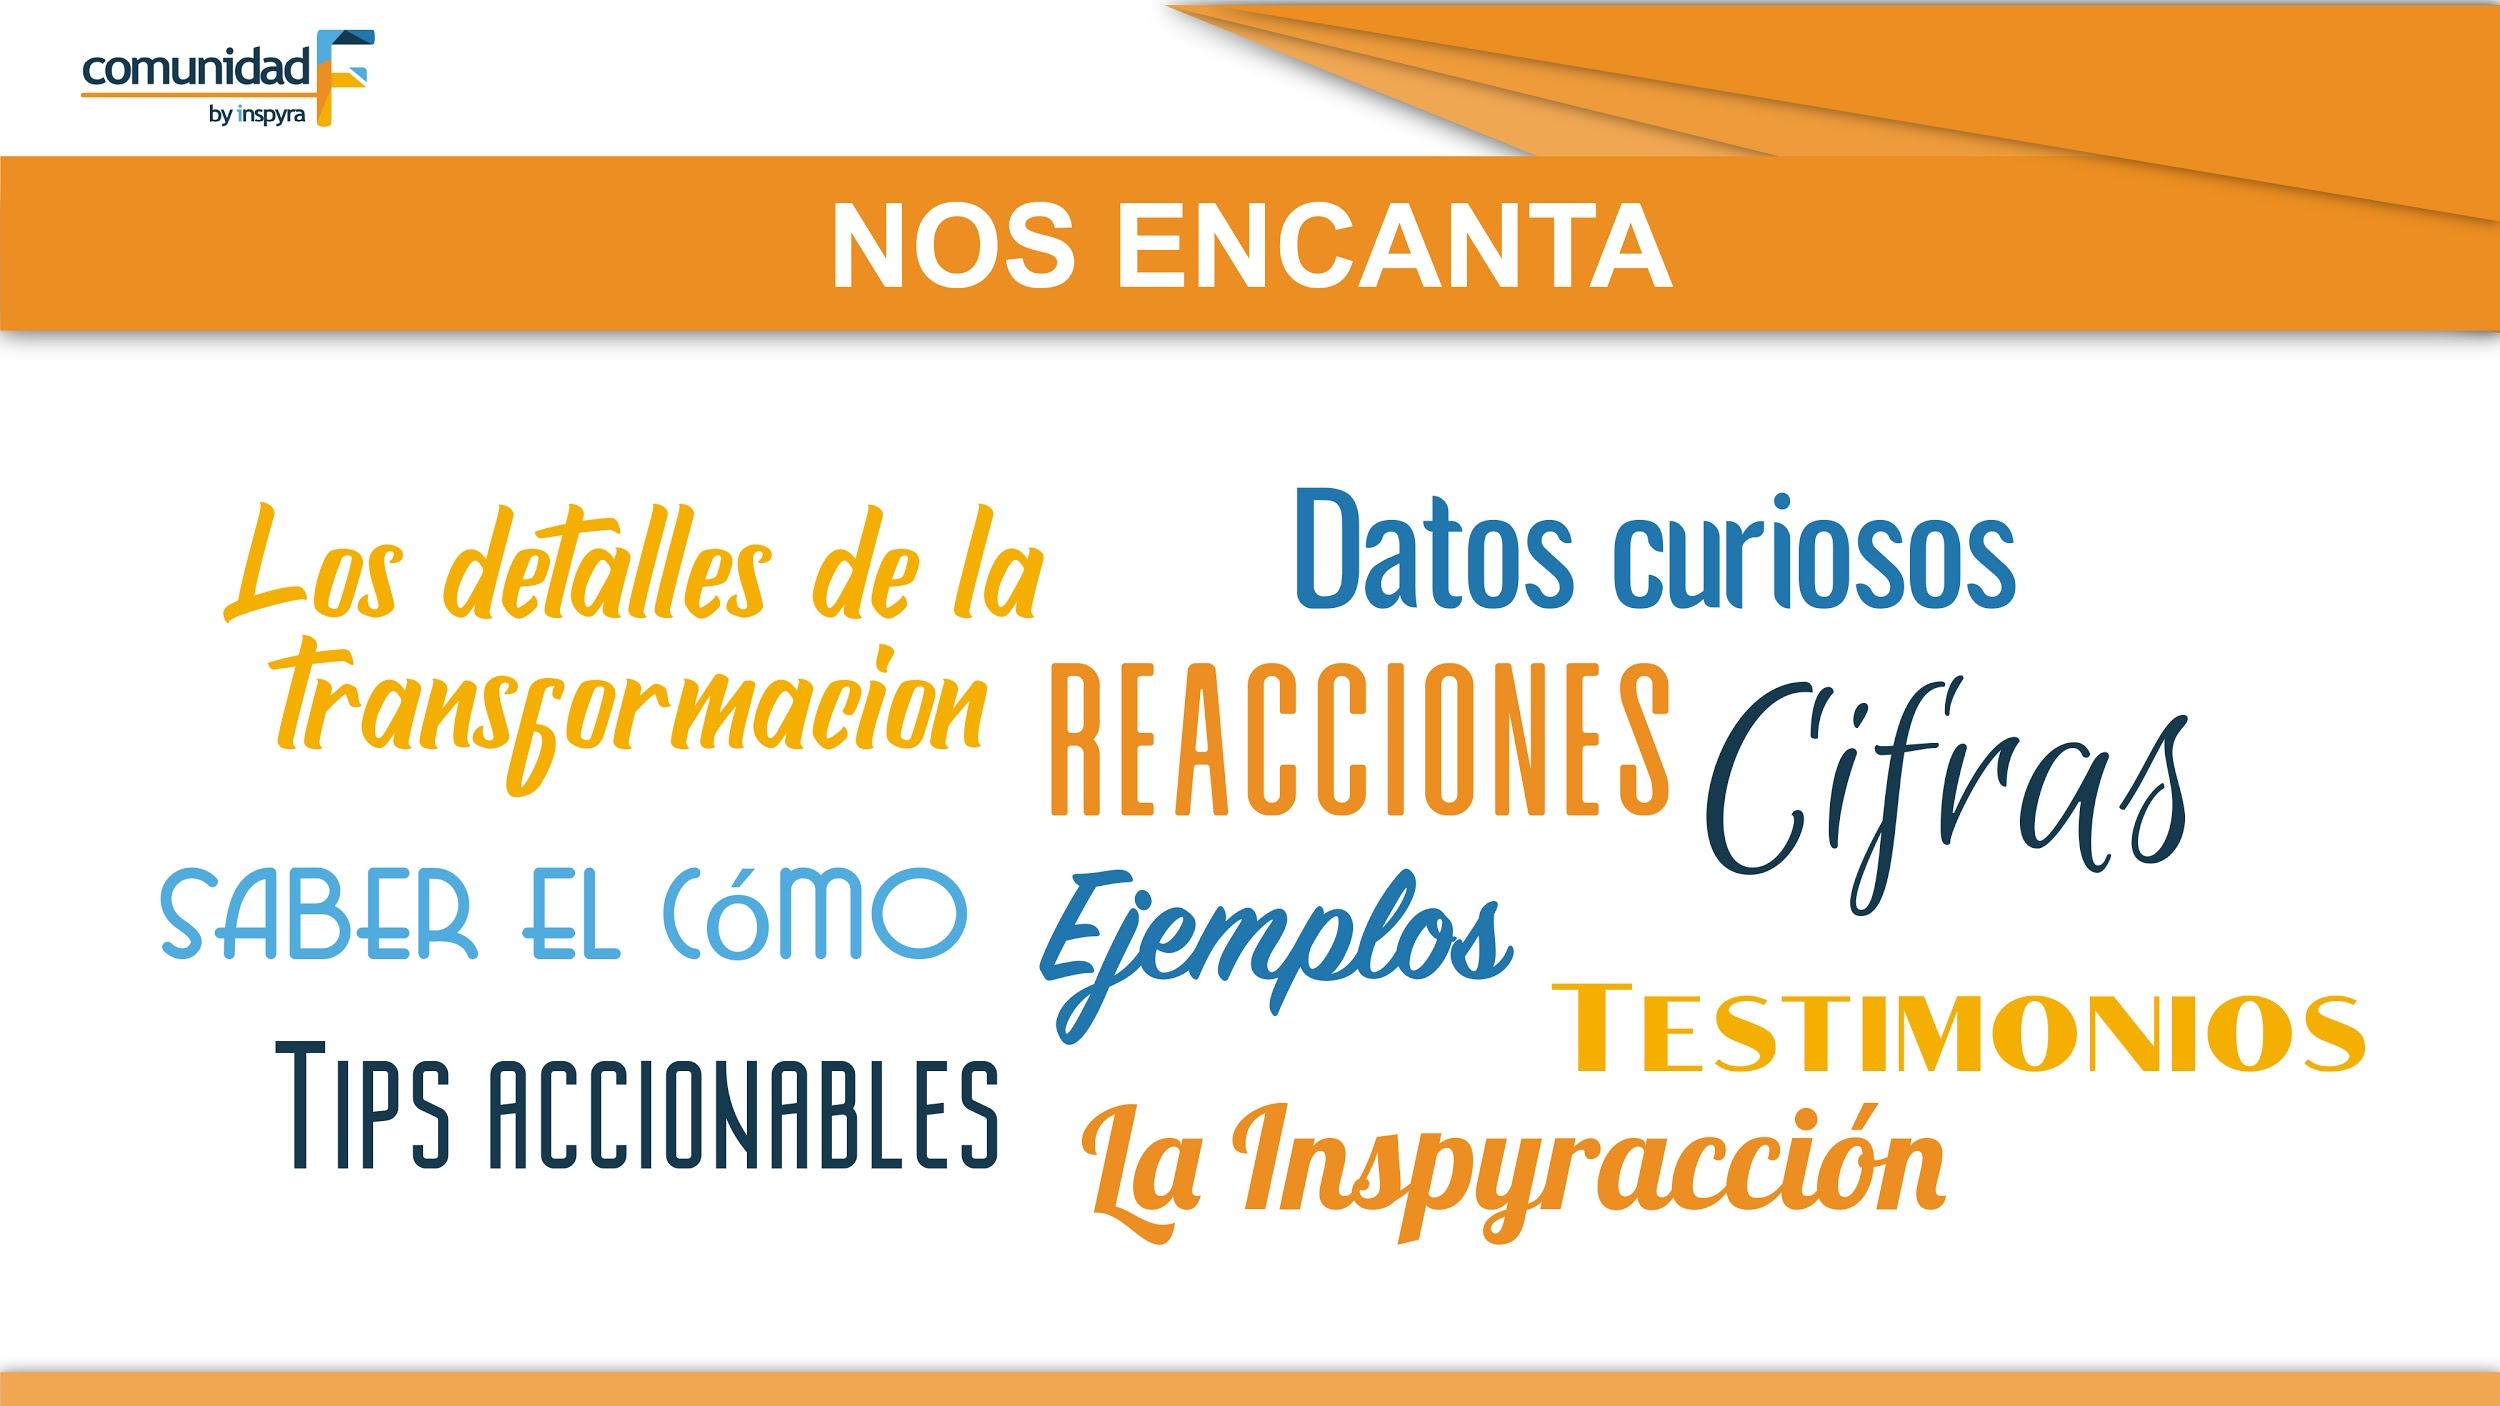 comunidad
by inspyra
NOS ENCANTA
Los detalles de la
Transformación
Datos curiosos
REACCIONES
Cifras
SABER EL CóMO
Ejemplos
TESTIMONIOS
TIPS ACCIONABLES
La Inspyracción